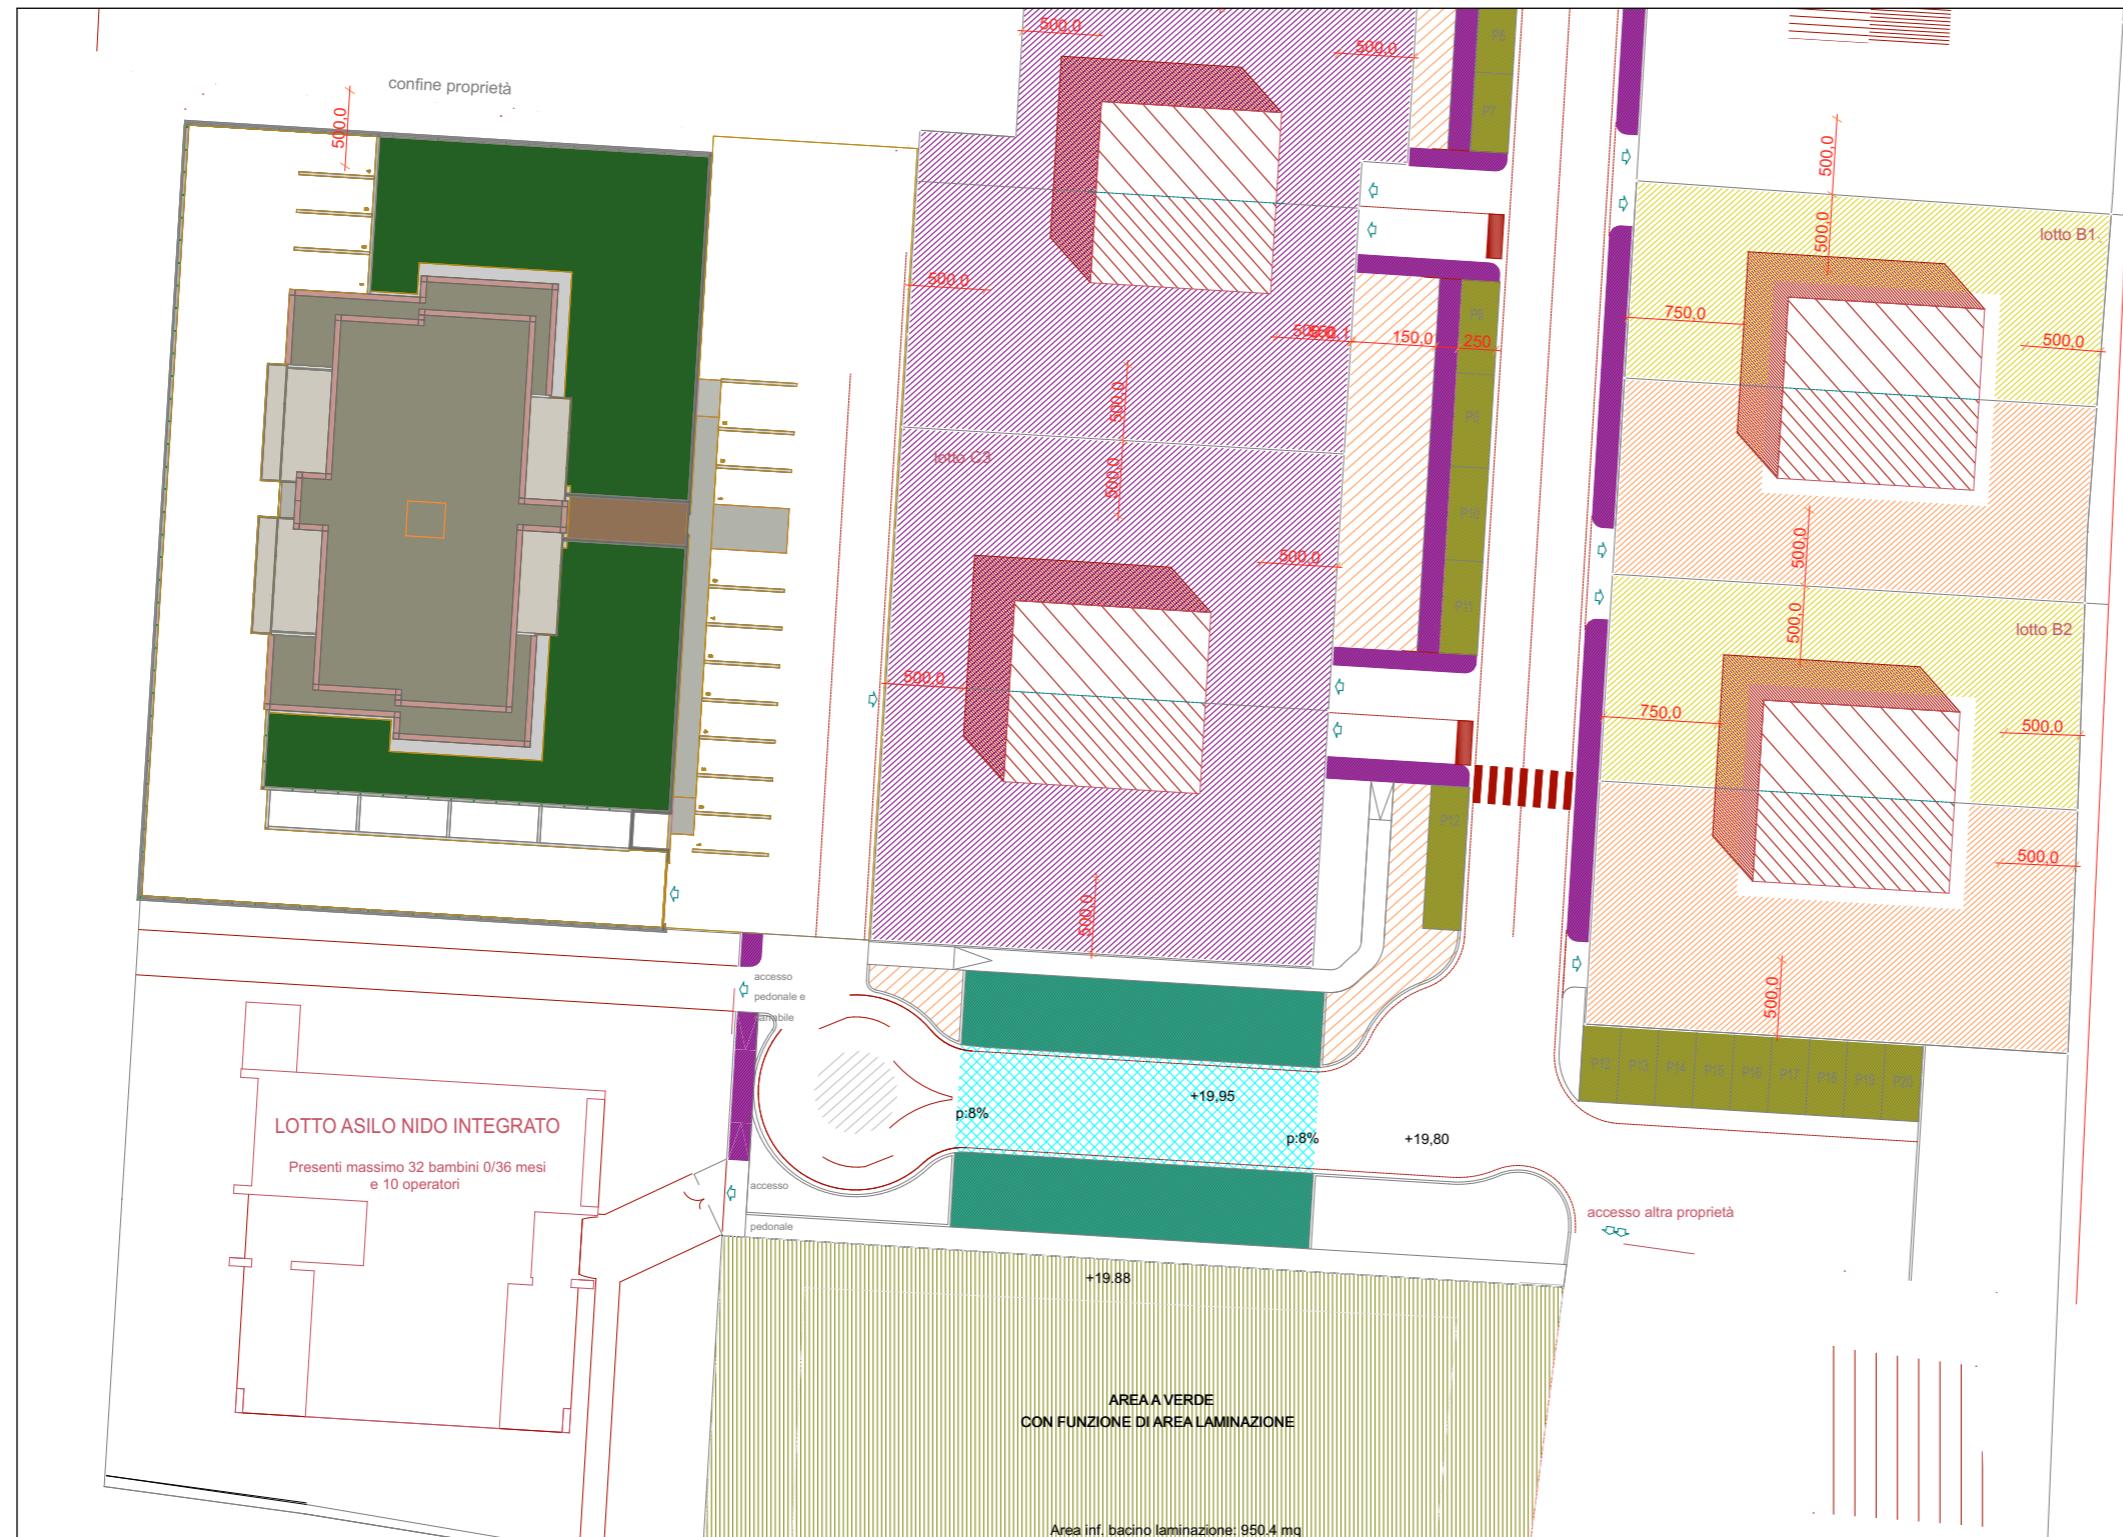 500,0
500,0
P6
confine proprietà
500,0
P7
500,0
500,0
lotto B1
500,0
750,0
500,0
P8
150,0
250
500,0
500,0
P9
lotto C3
500,0
P10
500,0
500,0
P11
500,0
lotto B2
500,0
750,0
500,0
P12
500,0
500,0
accesso
pedonale e
500,0
P12 P13 P14 P15 P16 P17 P18 P19 P20
+19,95
p:8%
p:8%
+19,80
LOTTO ASILO NIDO INTEGRATO
Presenti massimo 32 bambini 0/36 mesi
e 10 operatori
accesso
pedonale
accesso altra proprietà
+19.88
AREA A VERDE
CON FUNZIONE DI AREA LAMINAZIONE
Area inf. bacino laminazione: 950.4 mq